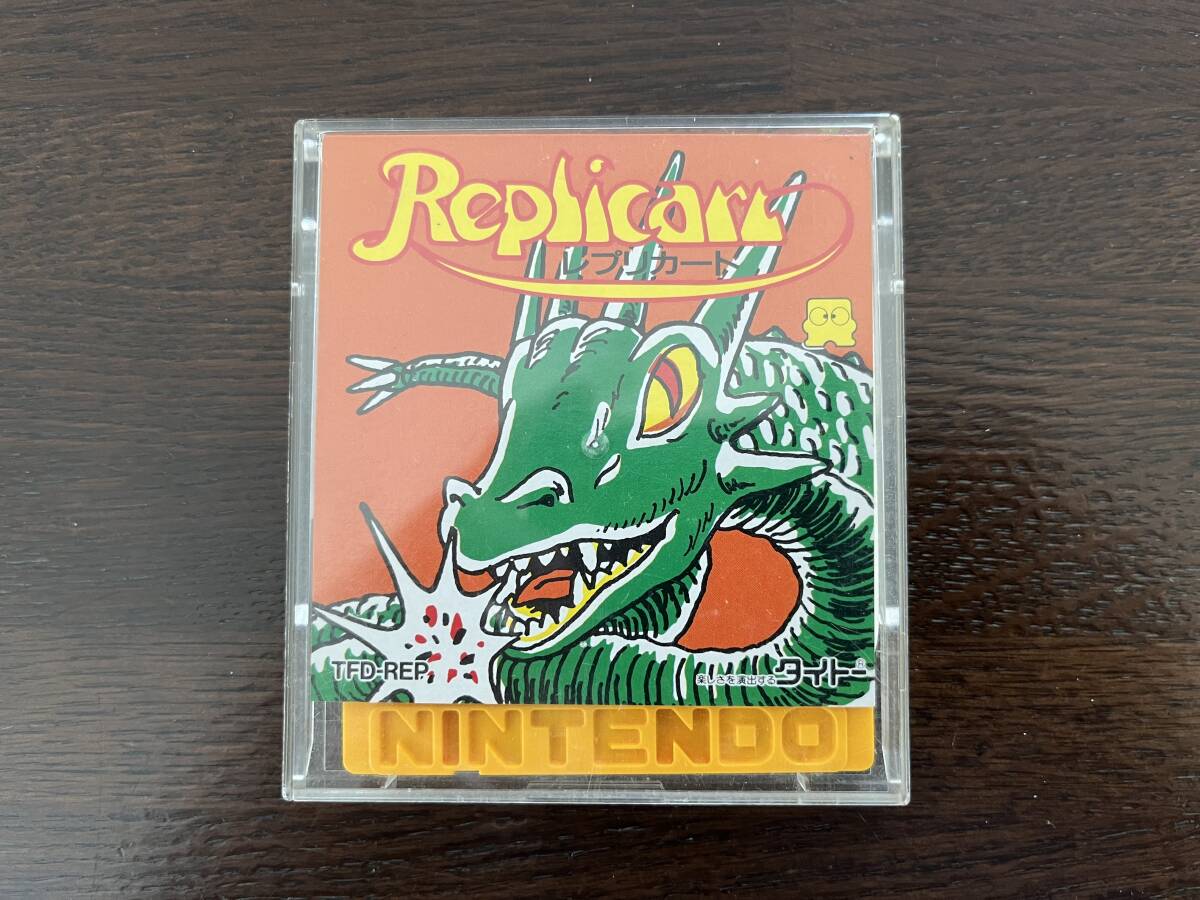 Replicart
レプリカート
TFD-REP.
楽しさを演出する タイトー®
NINTENDO